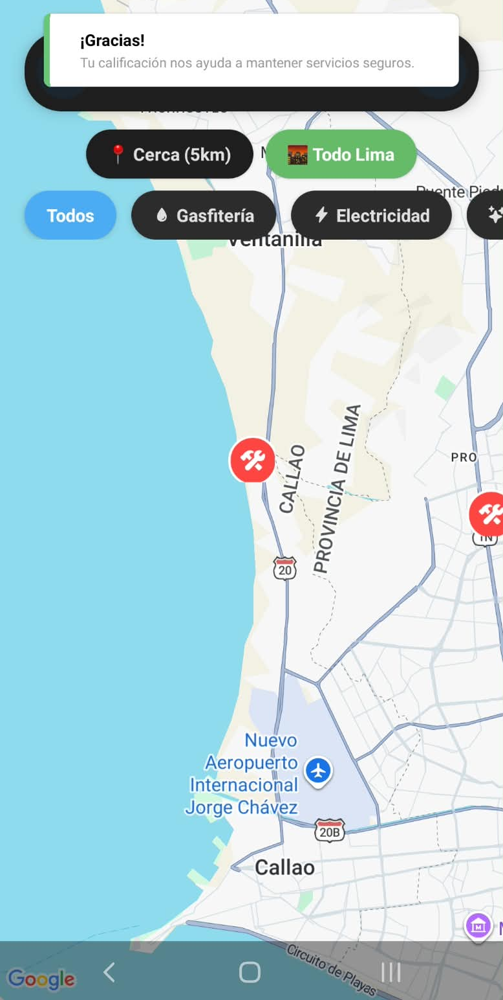 ¡Gracias!
Tu calificación nos ayuda a mantener servicios seguros.
Cerca (5km)
Todo Lima
Puente Pied
Todos
Gasfitería
Electricidad
Ventanilla
CALLAO
PROVINCIA DE LIMA
PRO
1N
20
Nuevo
Aeropuerto
Internacional
Jorge Chávez
20B
Callao
M
Circuito de Playas
Google